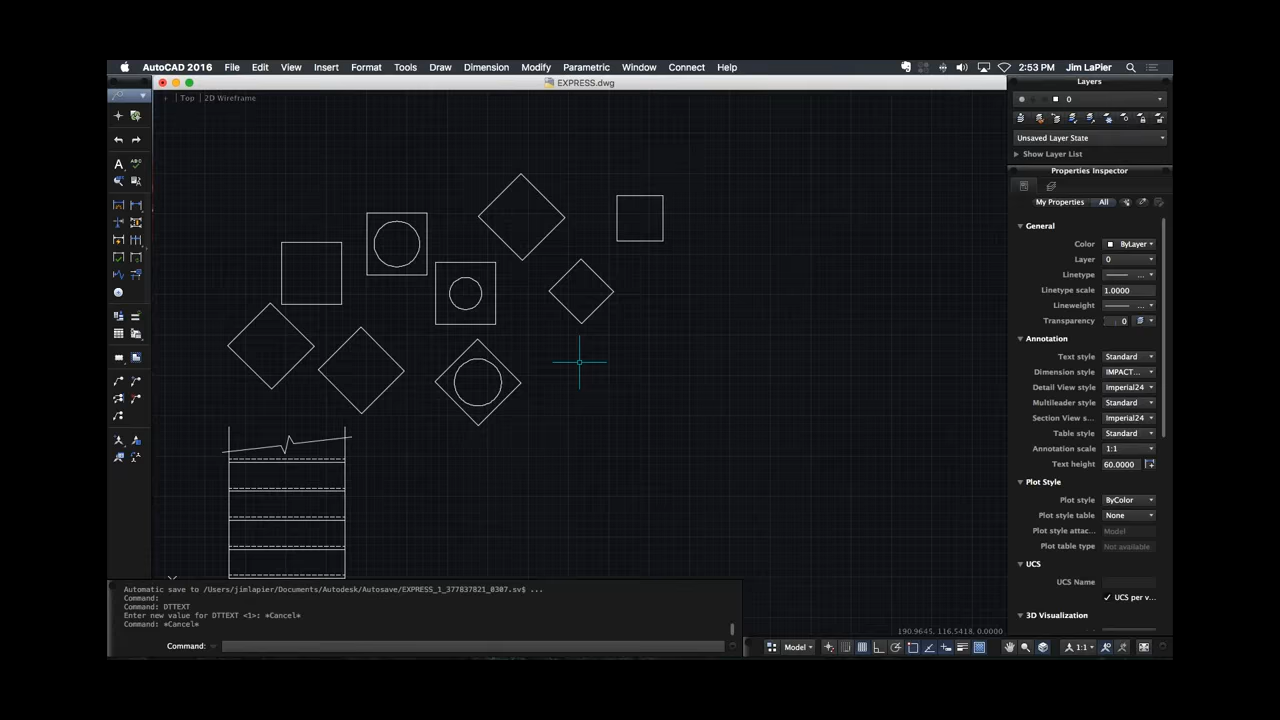 AutoCAD 2016 File Edit View Insert Format Tools Draw Dimension Modify Parametric Window Connect Help 2:53 PM Jim LaPier
EXPRESS.dwg
+ Top 2D Wireframe
Layers
0
Unsaved Layer State
Show Layer List
Properties Inspector
My Properties All
General
Color ByLayer
Layer 0
Linetype ...
Linetype scale 1.0000
Lineweight ...
Transparency 0
Annotation
Text style Standard
Dimension style IMPACT...
Detail View style Imperial24
Multileader style Standard
Section View s... Imperial24
Table style Standard
Annotation scale 1:1
Text height 60.0000
Plot Style
Plot style ByColor
Plot style table None
Plot style attac... Model
Plot table type Not available
UCS
UCS Name
UCS per v...
3D Visualization
Automatic save to /Users/jimlapier/Documents/Autodesk/Autosave/EXPRESS_1_377837821_0307.sv$ ...
Command:
Command: DTTEXT
Enter new value for DTTEXT <1>: *Cancel*
Command: *Cancel*
190.9645, 116.5418, 0.0000
Command:
Model
1:1